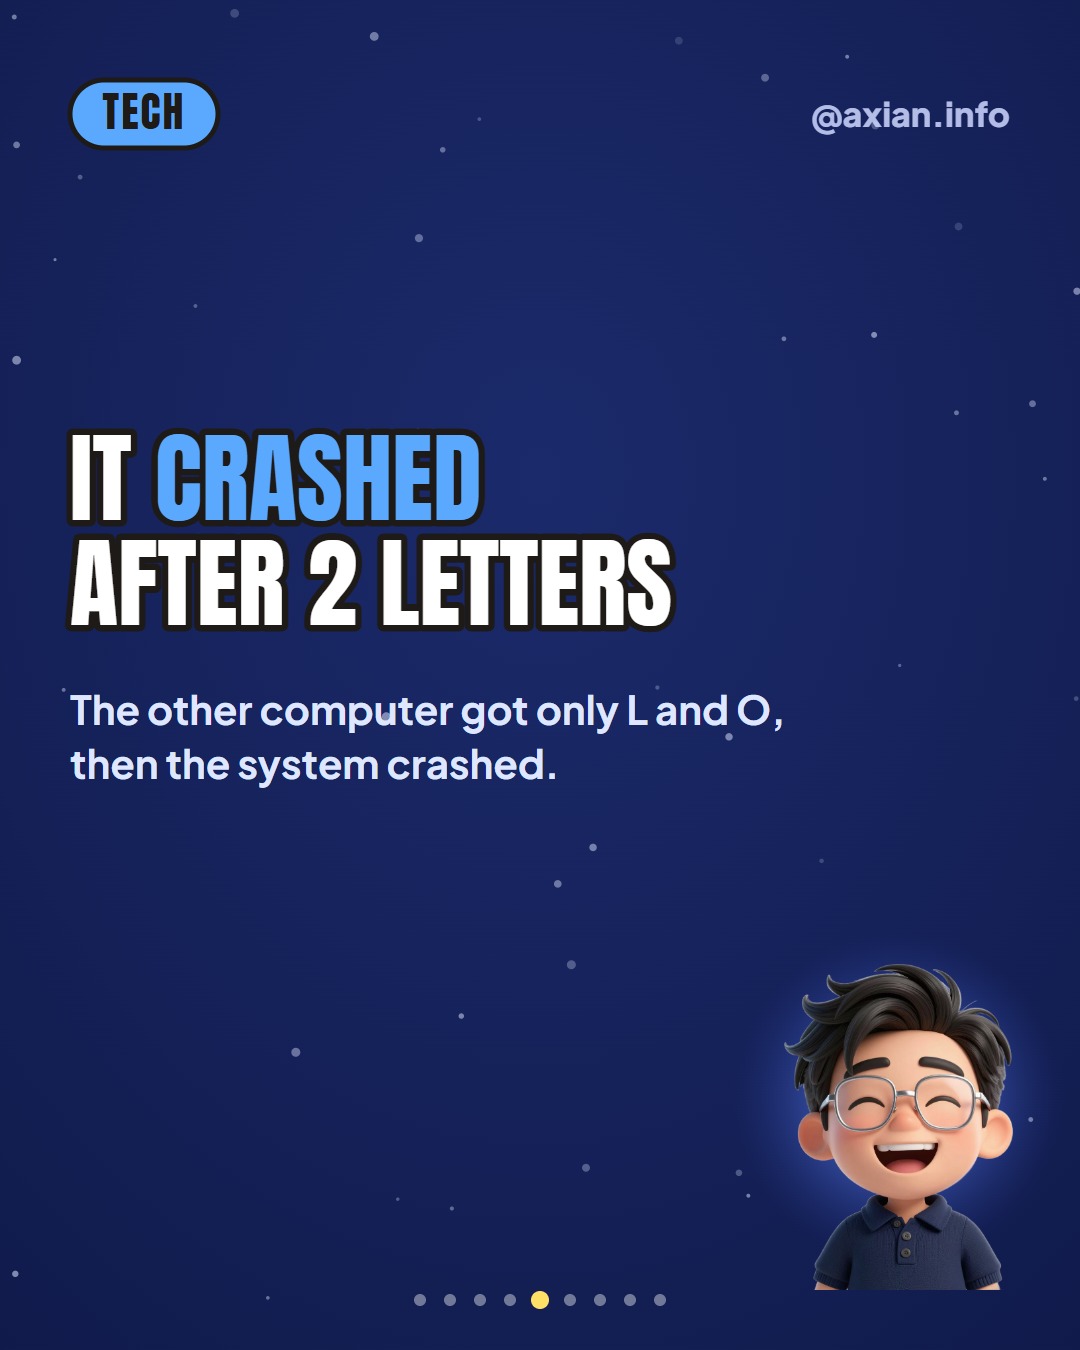 TECH
@axian.info
IT CRASHED
AFTER 2 LETTERS
The other computer got only L and O,
then the system crashed.